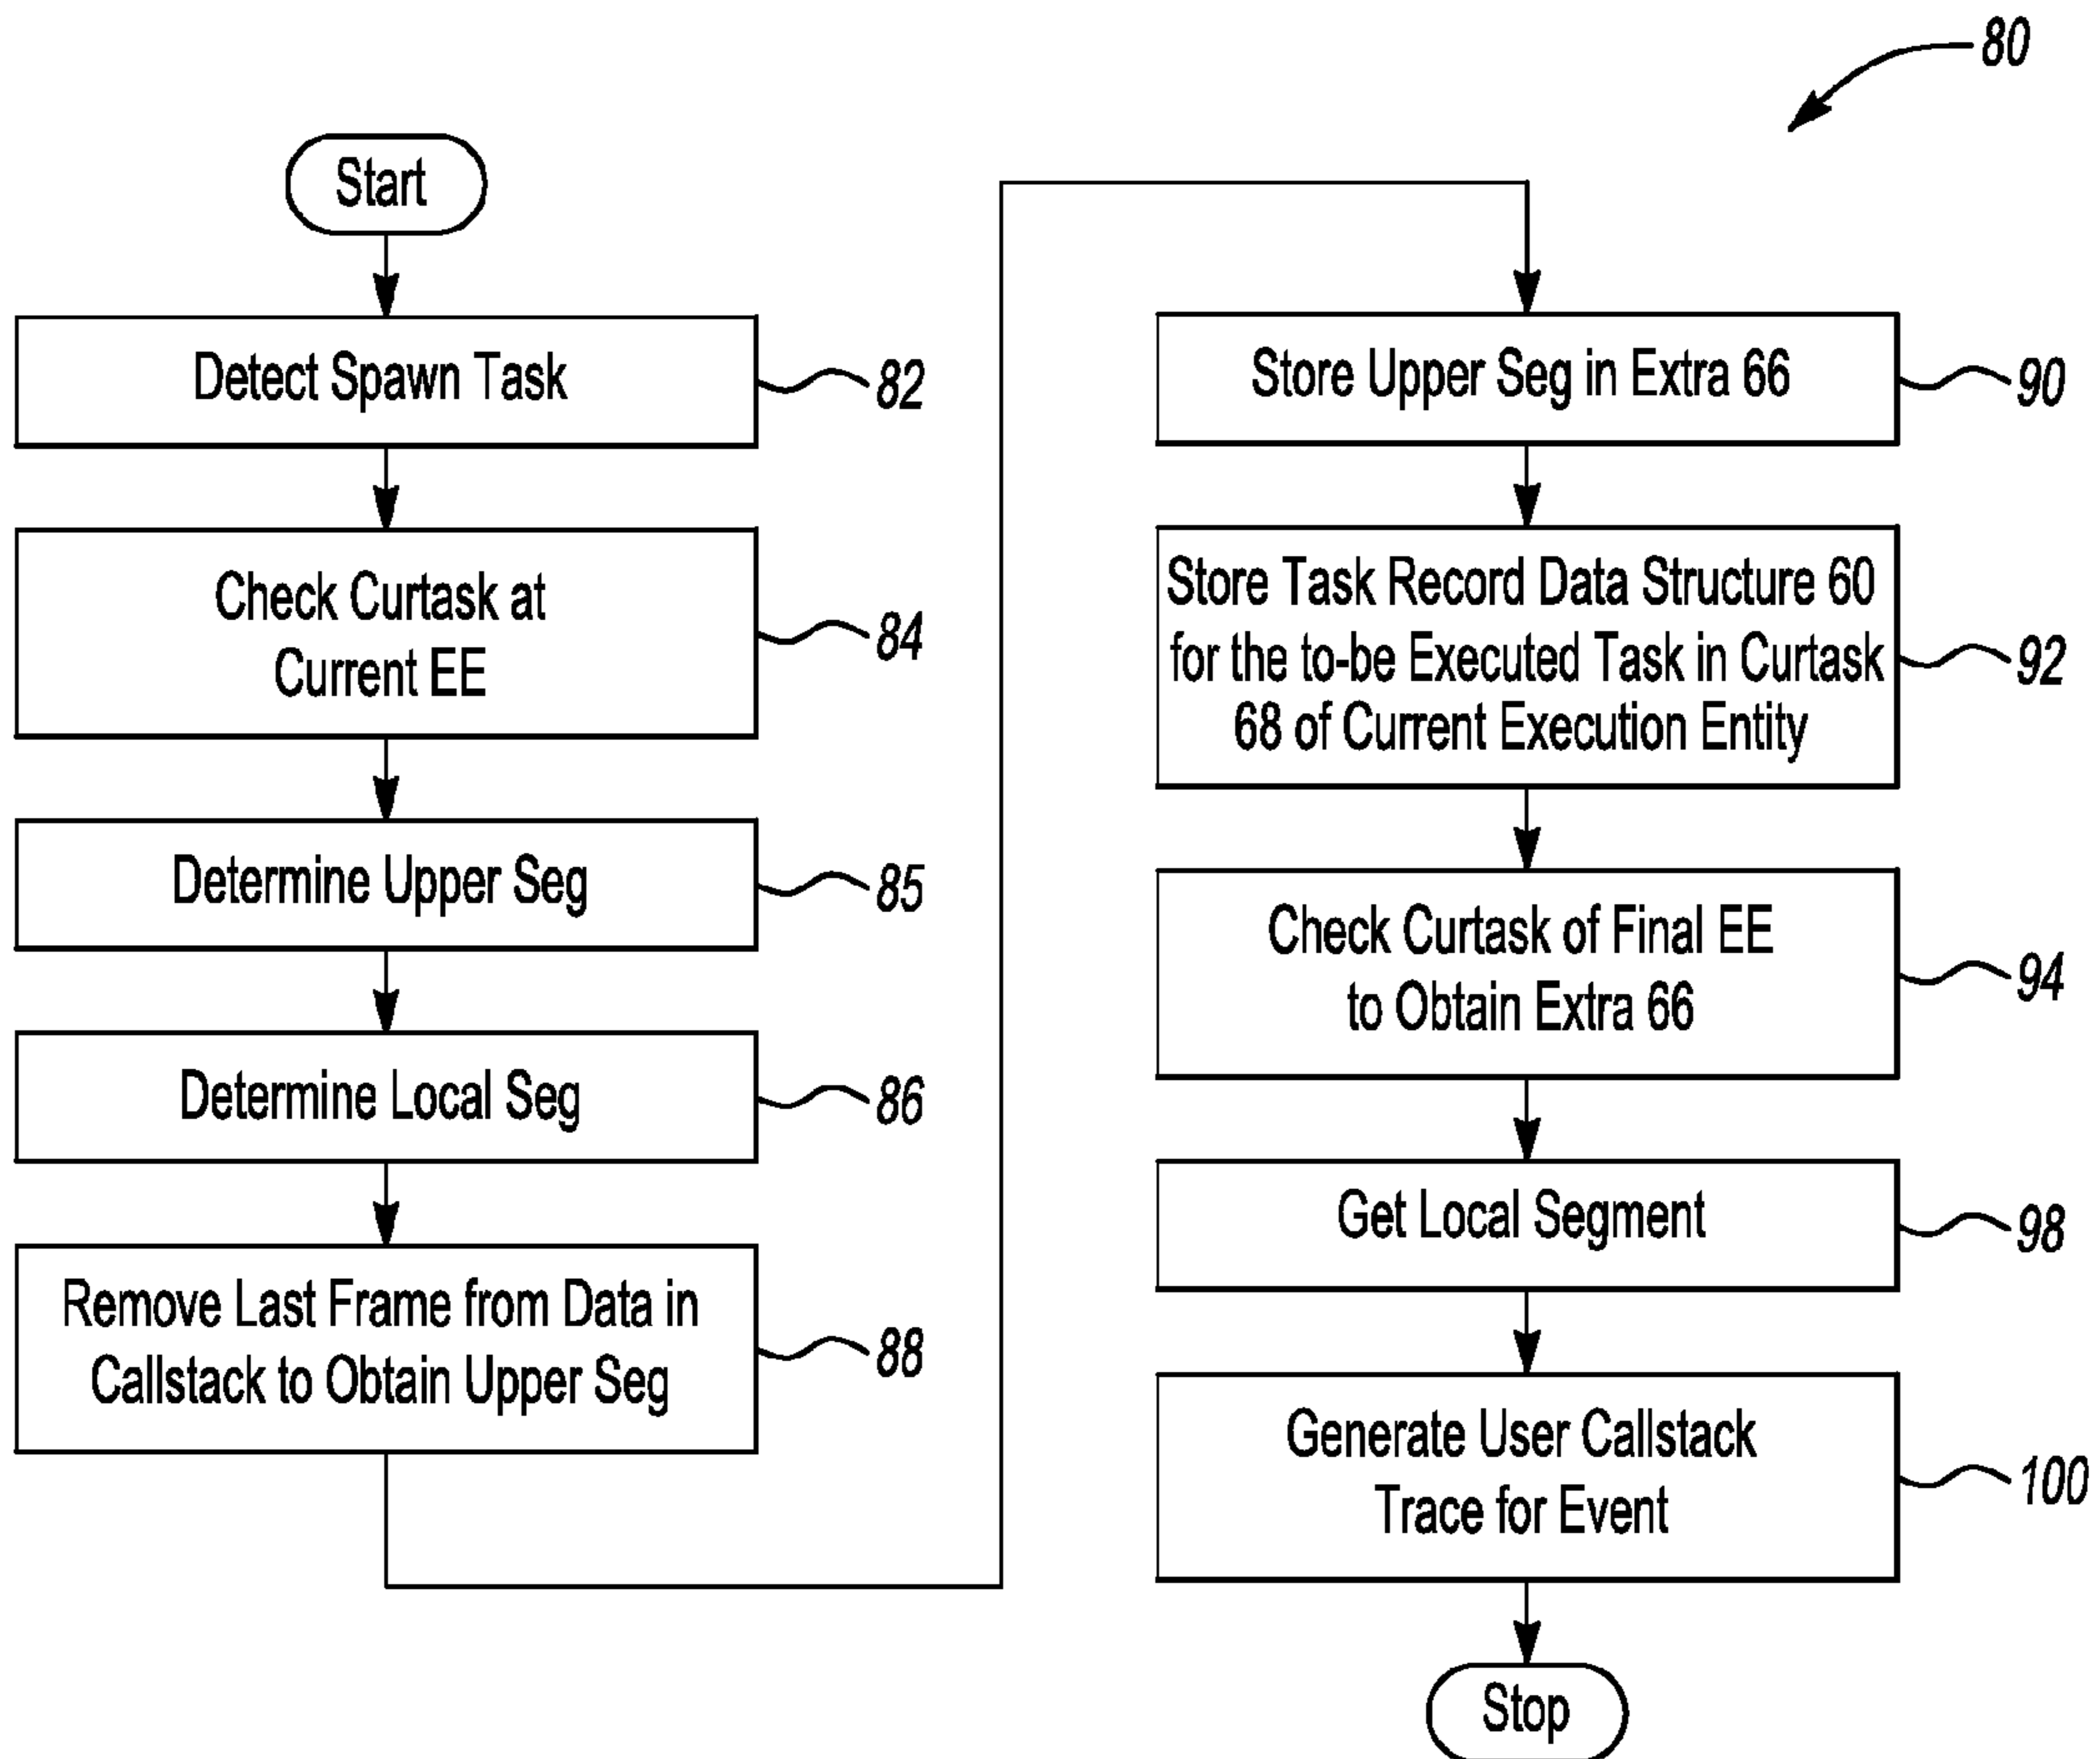 80
Start
Detect Spawn Task
82
Check Curtask at
Current EE
84
Determine Upper Seg
85
Determine Local Seg
86
Remove Last Frame from Data in
Callstack to Obtain Upper Seg
88
Store Upper Seg in Extra 66
90
Store Task Record Data Structure 60
for the to-be Executed Task in Curtask
68 of Current Execution Entity
92
Check Curtask of Final EE
to Obtain Extra 66
94
Get Local Segment
98
Generate User Callstack
Trace for Event
100
Stop